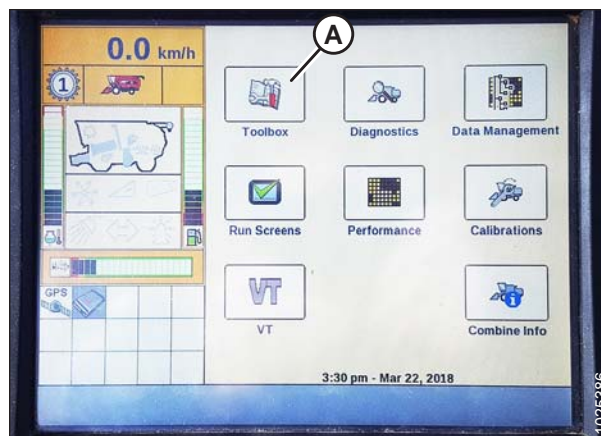 0.0 km/h
A
1
Toolbox
Diagnostics
Data Management
Run Screens
Performance
Calibrations
GPS
VT
VT
Combine Info
3:30 pm - Mar 22, 2018
1025286